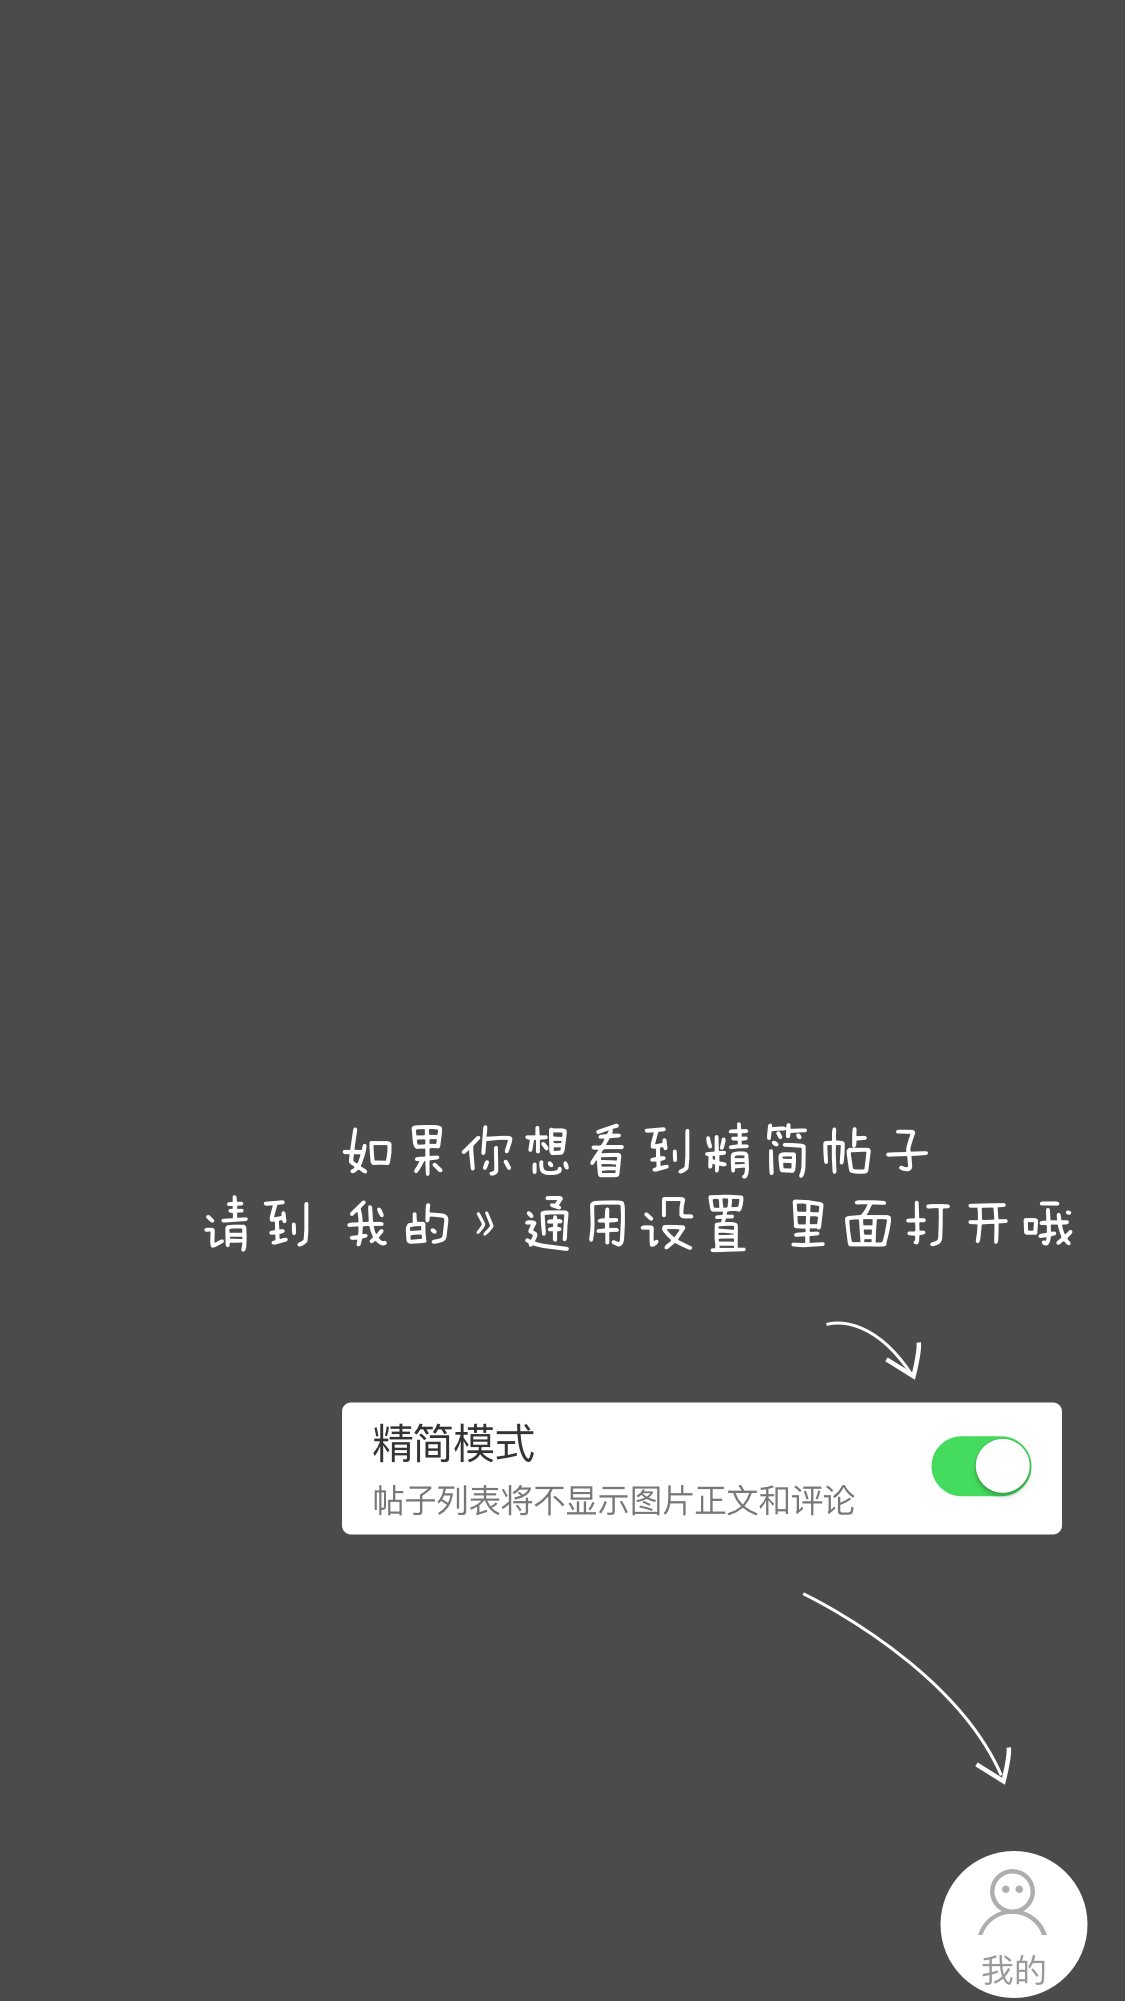 如果你想看到精简帖子
请到 我的 » 通用设置 里面打开哦
精简模式
帖子列表将不显示图片正文和评论
我的